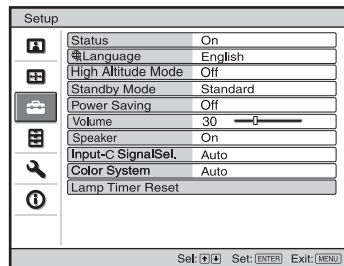 Setup
Status On
Language English
High Altitude Mode Off
Standby Mode Standard
Power Saving Off
Volume 30
Speaker On
Input-C SignalSel. Auto
Color System Auto
Lamp Timer Reset
Sel: Set: ENTER Exit: MENU